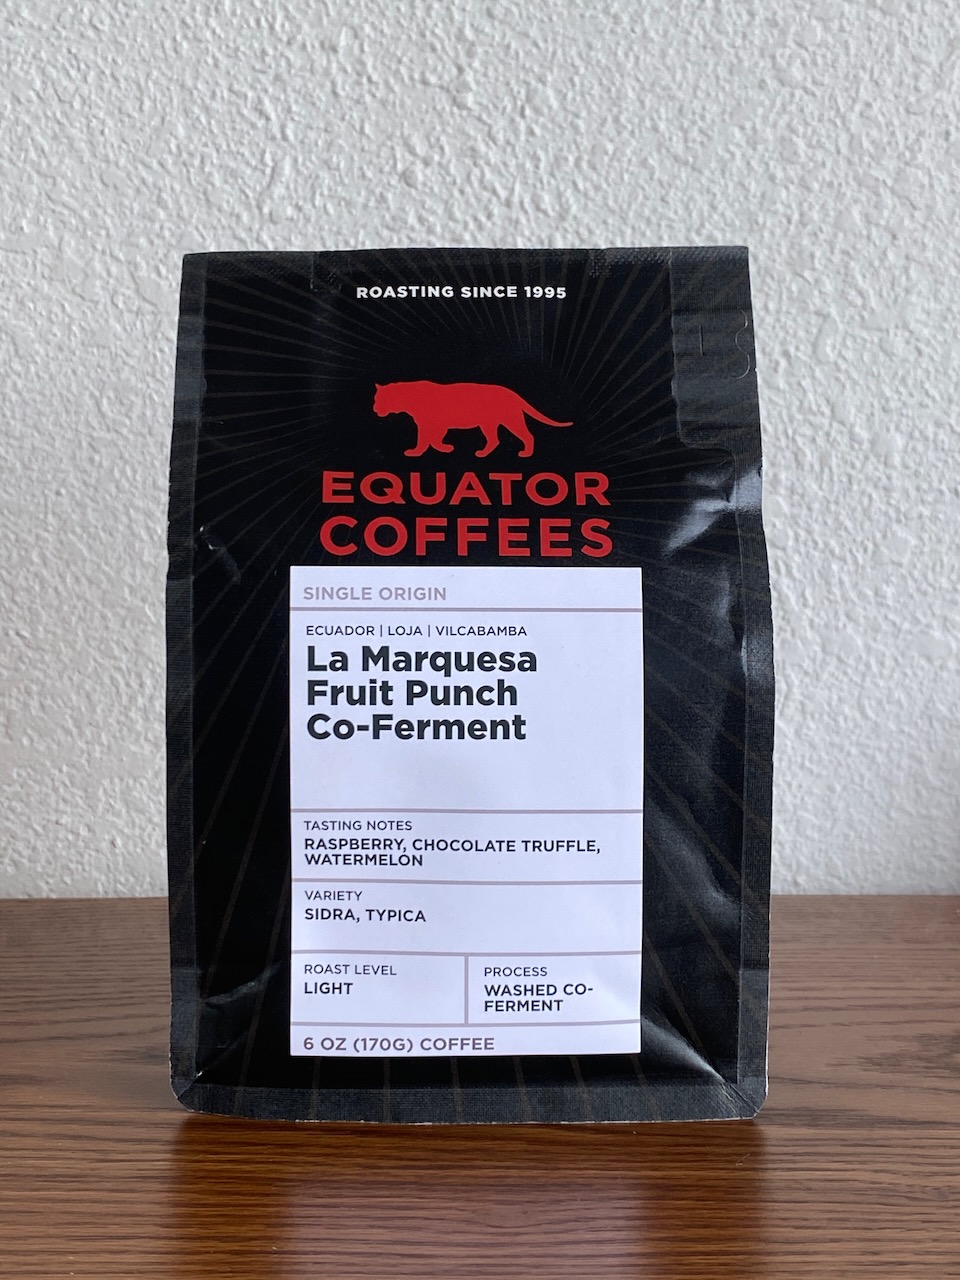 ROASTING SINCE 1995
EQUATOR
COFFEES
SINGLE ORIGIN
ECUADOR | LOJA | VILCABAMBA
La Marquesa
Fruit Punch
Co-Ferment
TASTING NOTES
RASPBERRY, CHOCOLATE TRUFFLE,
WATERMELON
VARIETY
SIDRA, TYPICA
ROAST LEVEL
LIGHT
PROCESS
WASHED CO-
FERMENT
6 OZ (170G) COFFEE